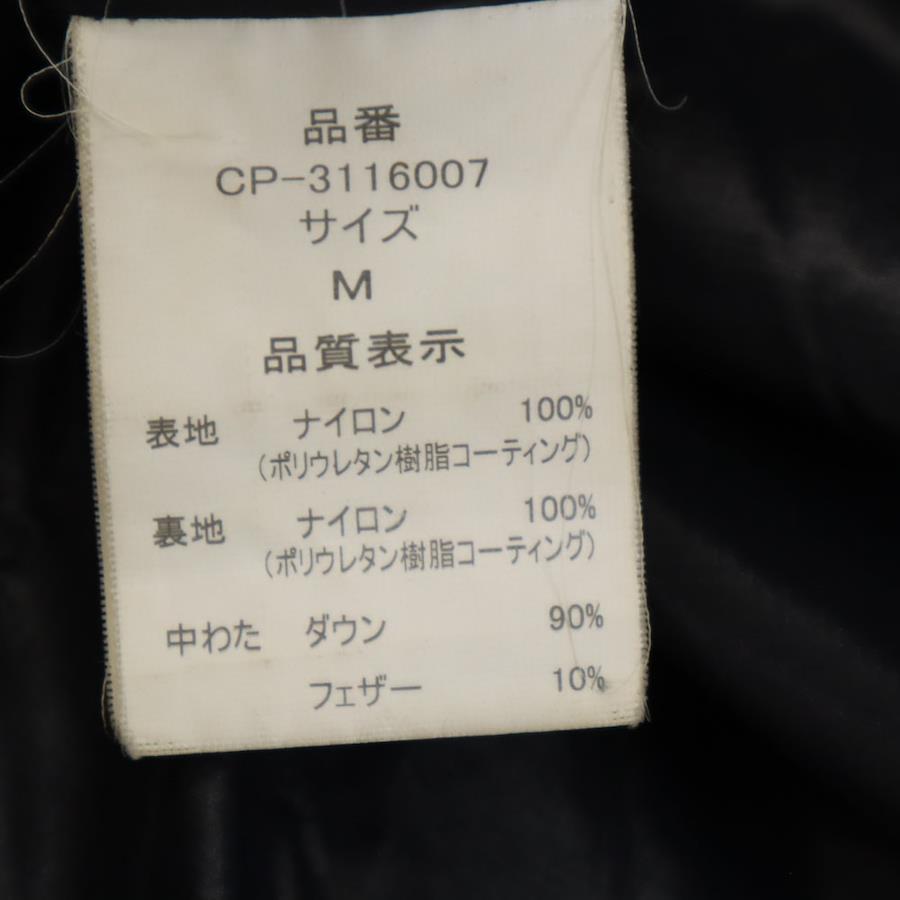 品番
CP-3116007
サイズ
M
品質表示
表地 ナイロン 100%
(ポリウレタン樹脂コーティング)
裏地 ナイロン 100%
(ポリウレタン樹脂コーティング)
中わた ダウン 90%
フェザー 10%